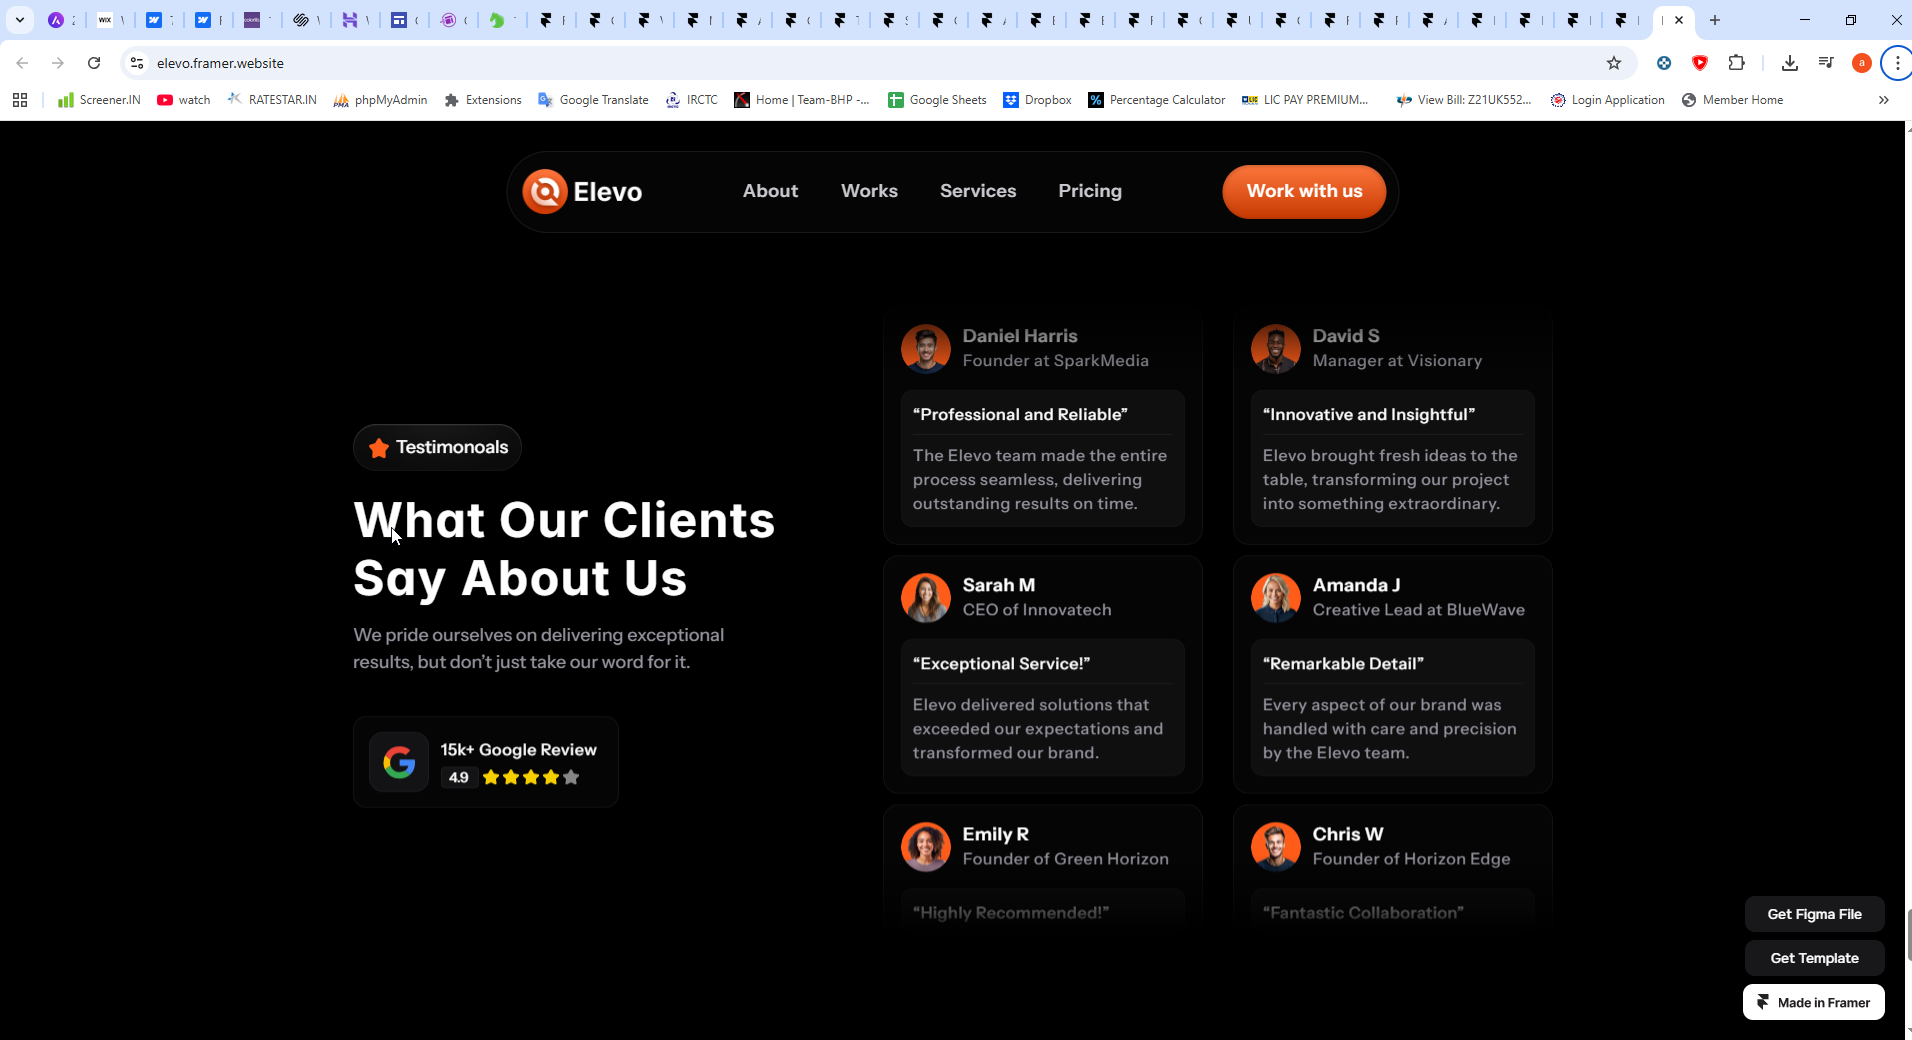 elevo.framer.website
Screener.IN
watch
RATESTAR.IN
phpMyAdmin
Extensions
Google Translate
IRCTC
Home | Team-BHP -...
Google Sheets
Dropbox
Percentage Calculator
LIC PAY PREMIUM...
View Bill: Z21UK552...
Login Application
Member Home
Elevo
About
Works
Services
Pricing
Work with us
Testimonoals
What Our Clients
Say About Us
We pride ourselves on delivering exceptional
results, but don’t just take our word for it.
15k+ Google Review
4.9
Daniel Harris
Founder at SparkMedia
“Professional and Reliable”
The Elevo team made the entire
process seamless, delivering
outstanding results on time.
David S
Manager at Visionary
“Innovative and Insightful”
Elevo brought fresh ideas to the
table, transforming our project
into something extraordinary.
Sarah M
CEO of Innovatech
“Exceptional Service!”
Elevo delivered solutions that
exceeded our expectations and
transformed our brand.
Amanda J
Creative Lead at BlueWave
“Remarkable Detail”
Every aspect of our brand was
handled with care and precision
by the Elevo team.
Emily R
Founder of Green Horizon
“Highly Recommended!”
Chris W
Founder of Horizon Edge
“Fantastic Collaboration”
Get Figma File
Get Template
Made in Framer